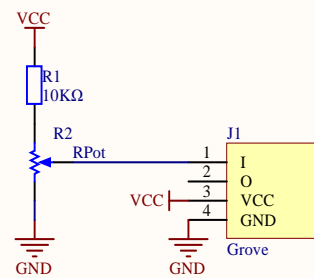 VCC
R1
10KΩ
R2
RPot
J1
1 I
2 O
VCC 3 VCC
4 GND
GND
GND
Grove